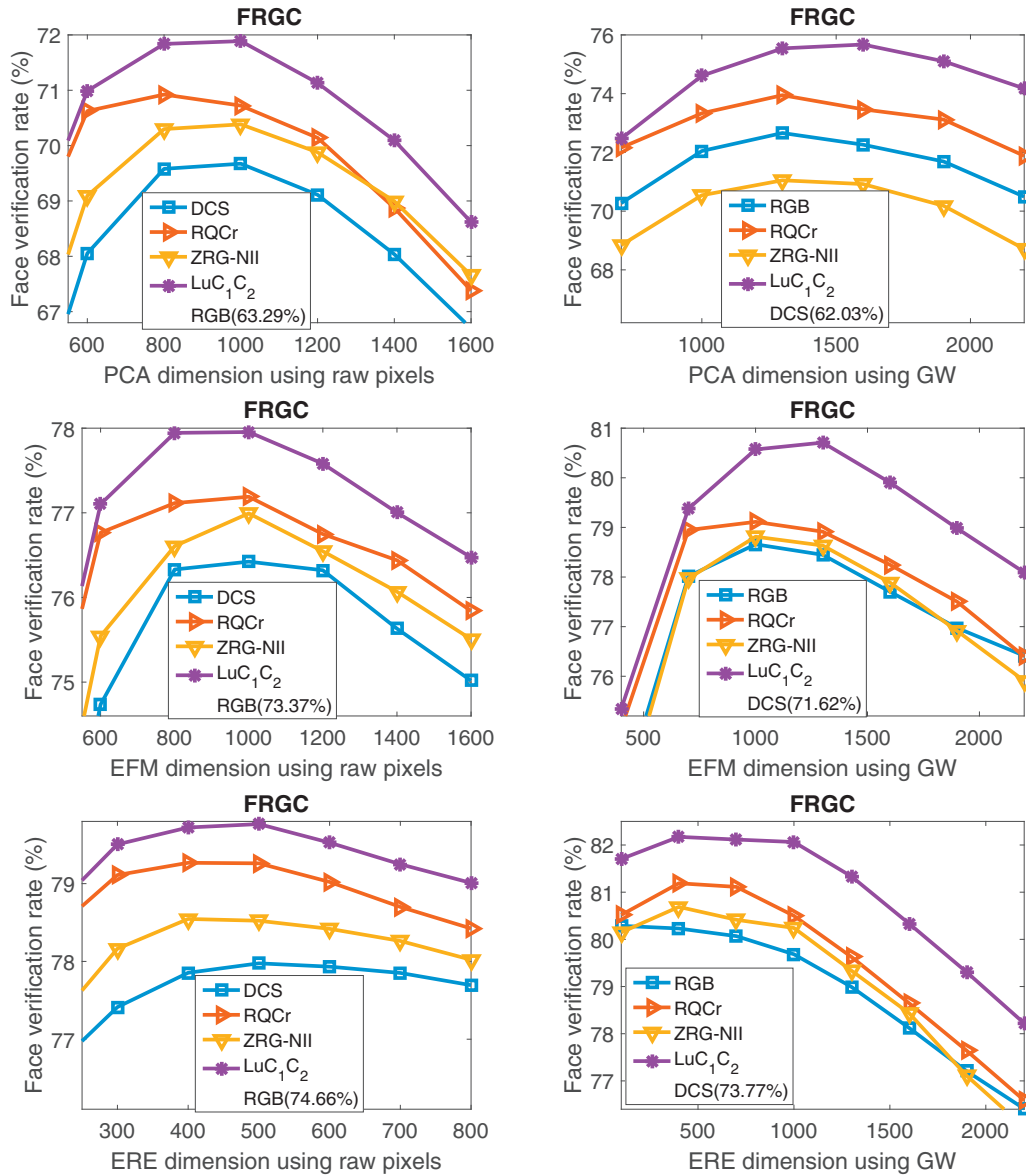 FRGC
Face verification rate (%)
72
71
70
69
68
67
DCS
RQCr
ZRG-NII
LuC₁C₂
RGB(63.29%)
600 800 1000 1200 1400 1600
PCA dimension using raw pixels
FRGC
Face verification rate (%)
76
74
72
70
68
RGB
RQCr
ZRG-NII
LuC₁C₂
DCS(62.03%)
1000 1500 2000
PCA dimension using GW
FRGC
Face verification rate (%)
78
77
76
75
DCS
RQCr
ZRG-NII
LuC₁C₂
RGB(73.37%)
600 800 1000 1200 1400 1600
EFM dimension using raw pixels
FRGC
Face verification rate (%)
81
80
79
78
77
76
RGB
RQCr
ZRG-NII
LuC₁C₂
DCS(71.62%)
500 1000 1500 2000
EFM dimension using GW
FRGC
Face verification rate (%)
79
78
77
DCS
RQCr
ZRG-NII
LuC₁C₂
RGB(74.66%)
300 400 500 600 700 800
ERE dimension using raw pixels
FRGC
Face verification rate (%)
82
81
80
79
78
77
RGB
RQCr
ZRG-NII
LuC₁C₂
DCS(73.77%)
500 1000 1500 2000
ERE dimension using GW